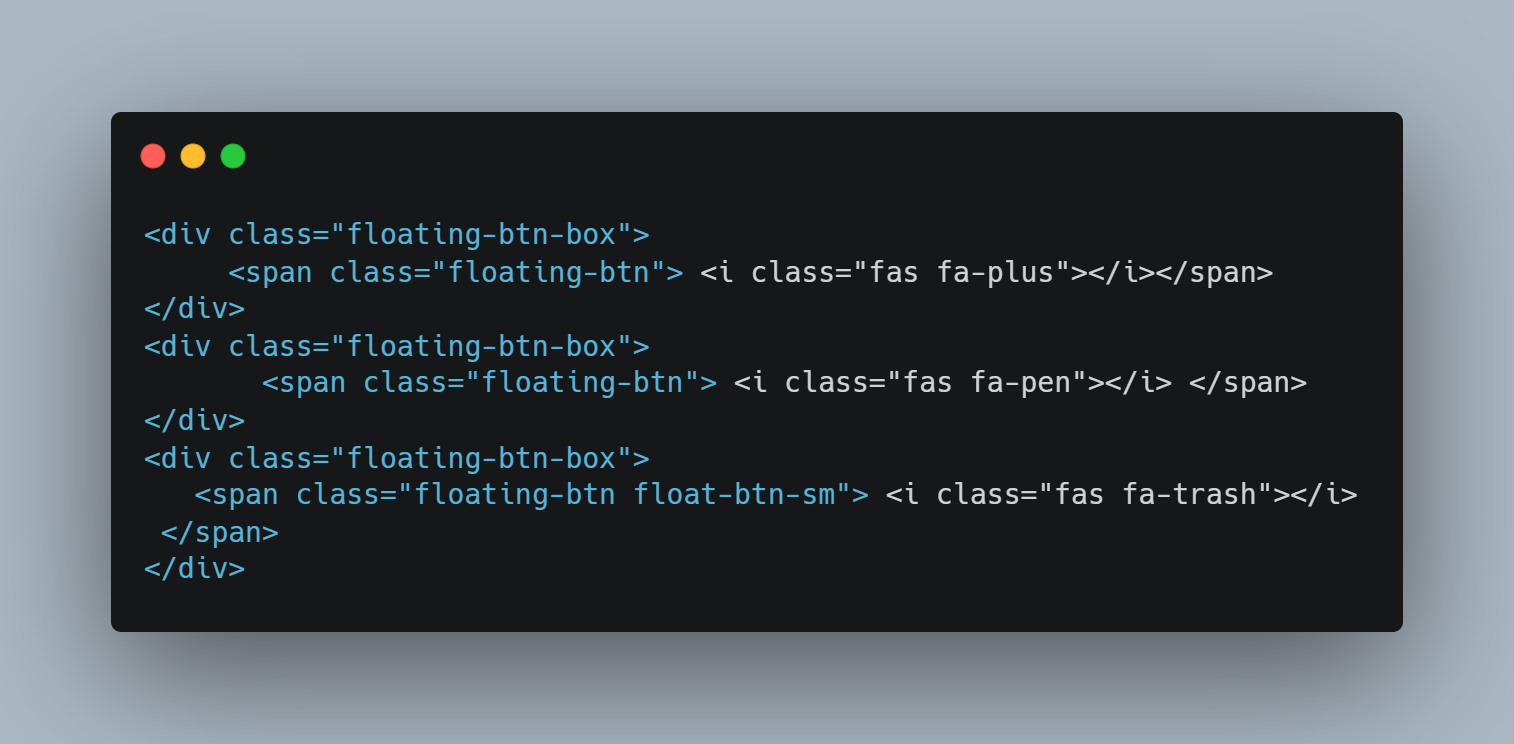 <div class="floating-btn-box">
     <span class="floating-btn"> <i class="fas fa-plus"></i></span>
</div>
<div class="floating-btn-box">
       <span class="floating-btn"> <i class="fas fa-pen"></i> </span>
</div>
<div class="floating-btn-box">
   <span class="floating-btn float-btn-sm"> <i class="fas fa-trash"></i>
 </span>
</div>